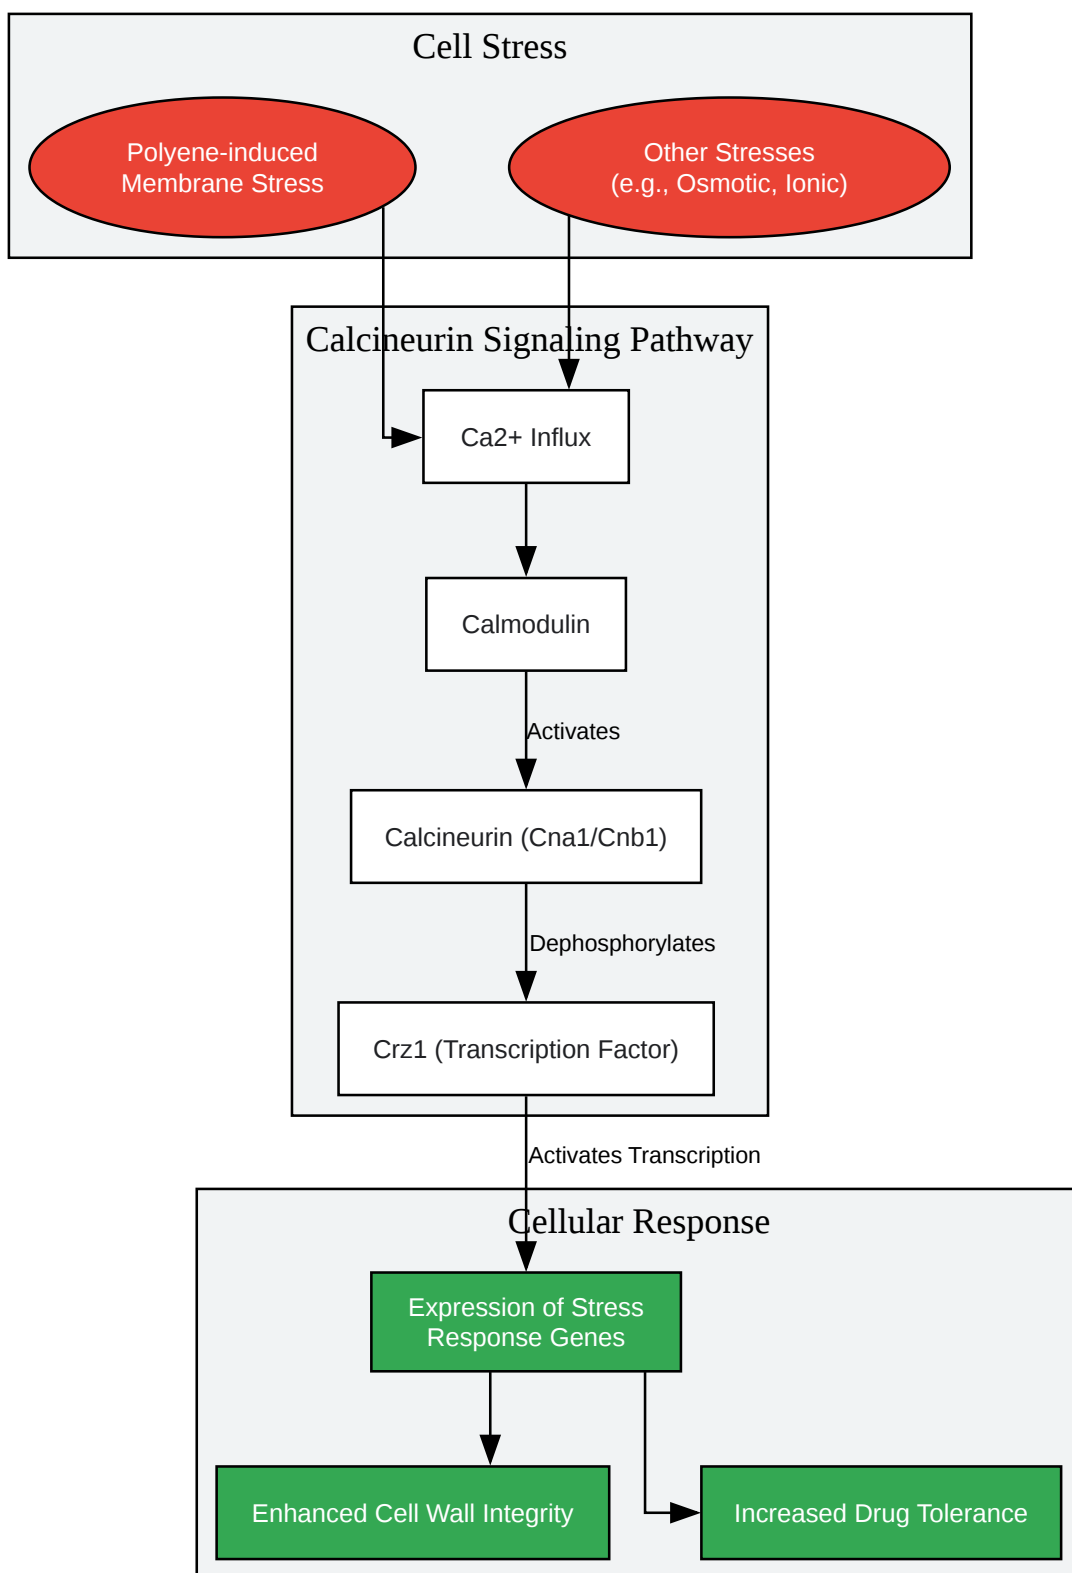 Cell Stress
Polyene-induced
Membrane Stress
Other Stresses
(e.g., Osmotic, Ionic)
Calcineurin Signaling Pathway
Ca2+ Influx
Calmodulin
Activates
Calcineurin (Cna1/Cnb1)
Dephosphorylates
Crz1 (Transcription Factor)
Activates Transcription
Cellular Response
Expression of Stress
Response Genes
Enhanced Cell Wall Integrity
Increased Drug Tolerance